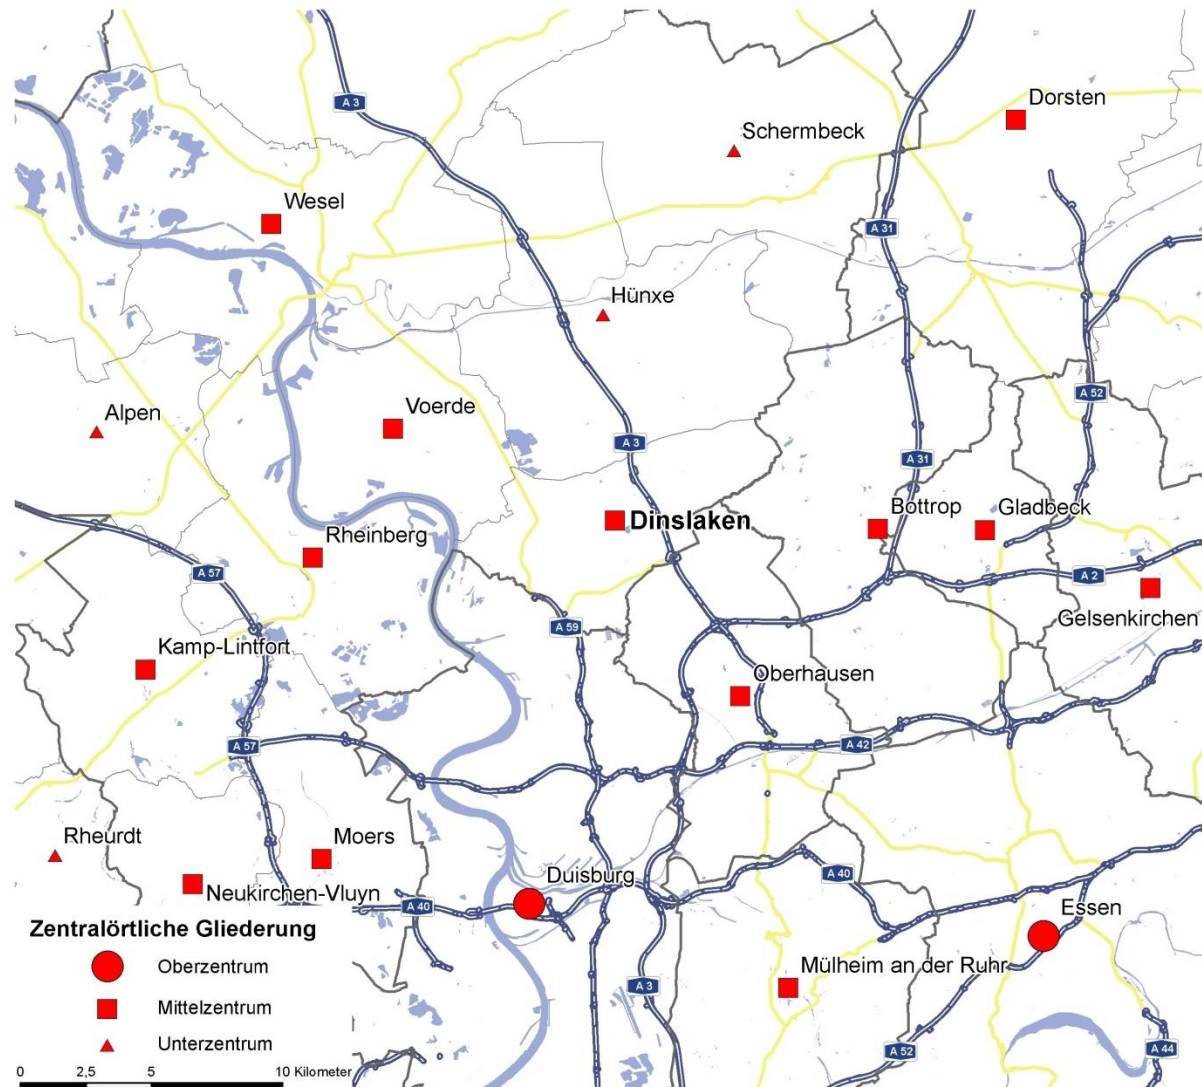 A 3
Dorsten
Schermbeck
Wesel
A 31
Hünxe
A 52
Alpen
Voerde
A 3
A 31
Bottrop
Gladbeck
Dinslaken
Rheinberg
A 57
A 2
Gelsenkirchen
A 59
Kamp-Lintfort
Oberhausen
A 57
A 42
Rheurdt
Moers
Duisburg
A 40
Neukirchen-Vluyn
A 40
Essen
Zentralörtliche Gliederung
Oberzentrum
Mülheim an der Ruhr
A 3
Mittelzentrum
Unterzentrum
A 52
A 44
0 2,5 5 10 Kilometer